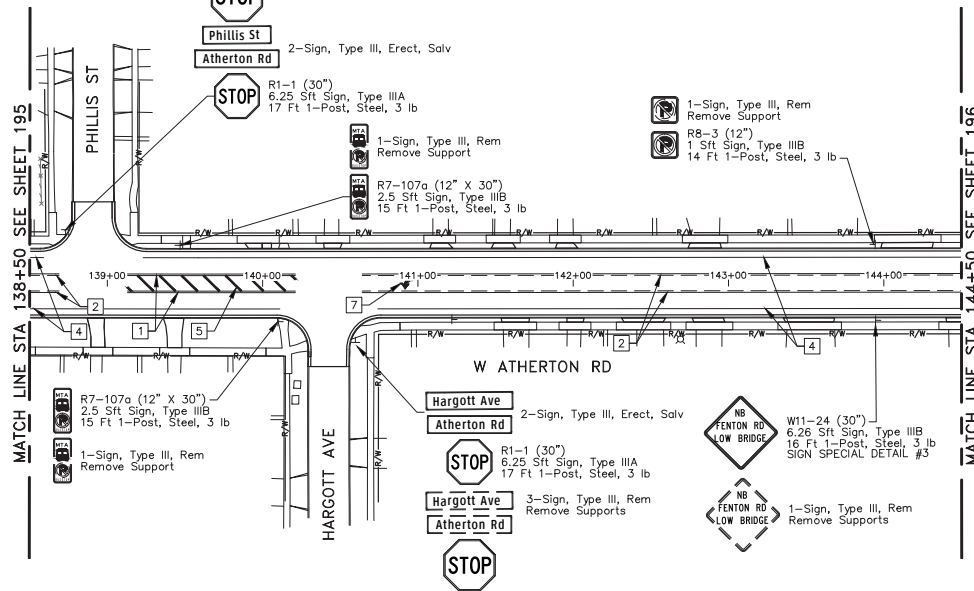 STOP
Phillis St
Atherton Rd
2-Sign, Type III, Erect, Salv
STOP
R1-1 (30")
6.25 Sft Sign, Type IIIA
17 Ft 1-Post, Steel, 3 lb
PHILLIS ST
MTA
1-Sign, Type III, Rem
Remove Support
MTA
R7-107a (12" X 30")
2.5 Sft Sign, Type IIIB
15 Ft 1-Post, Steel, 3 lb
1-Sign, Type III, Rem
Remove Support
R8-3 (12")
1 Sft Sign, Type IIIB
14 Ft 1-Post, Steel, 3 lb
MATCH LINE STA 138+50 SEE SHEET 195
MATCH LINE STA 144+50 SEE SHEET 196
R/W
R/W
R/W
R/W
R/W
R/W
R/W
R/W
R/W
R/W
139+00
140+00
141+00
142+00
143+00
144+00
2
7
4
1
5
2
4
R/W
R/W
R/W
R/W
R/W
R/W
R/W
R/W
W ATHERTON RD
MTA
R7-107a (12" X 30")
2.5 Sft Sign, Type IIIB
15 Ft 1-Post, Steel, 3 lb
MTA
1-Sign, Type III, Rem
Remove Support
HARGOTT AVE
Hargott Ave
Atherton Rd
2-Sign, Type III, Erect, Salv
STOP
R1-1 (30")
6.25 Sft Sign, Type IIIA
17 Ft 1-Post, Steel, 3 lb
Hargott Ave
Atherton Rd
3-Sign, Type III, Rem
Remove Supports
STOP
NB
FENTON RD
LOW BRIDGE
W11-24 (30")
6.26 Sft Sign, Type IIIB
16 Ft 1-Post, Steel, 3 lb
SIGN SPECIAL DETAIL #3
NB
FENTON RD
LOW BRIDGE
1-Sign, Type III, Rem
Remove Supports